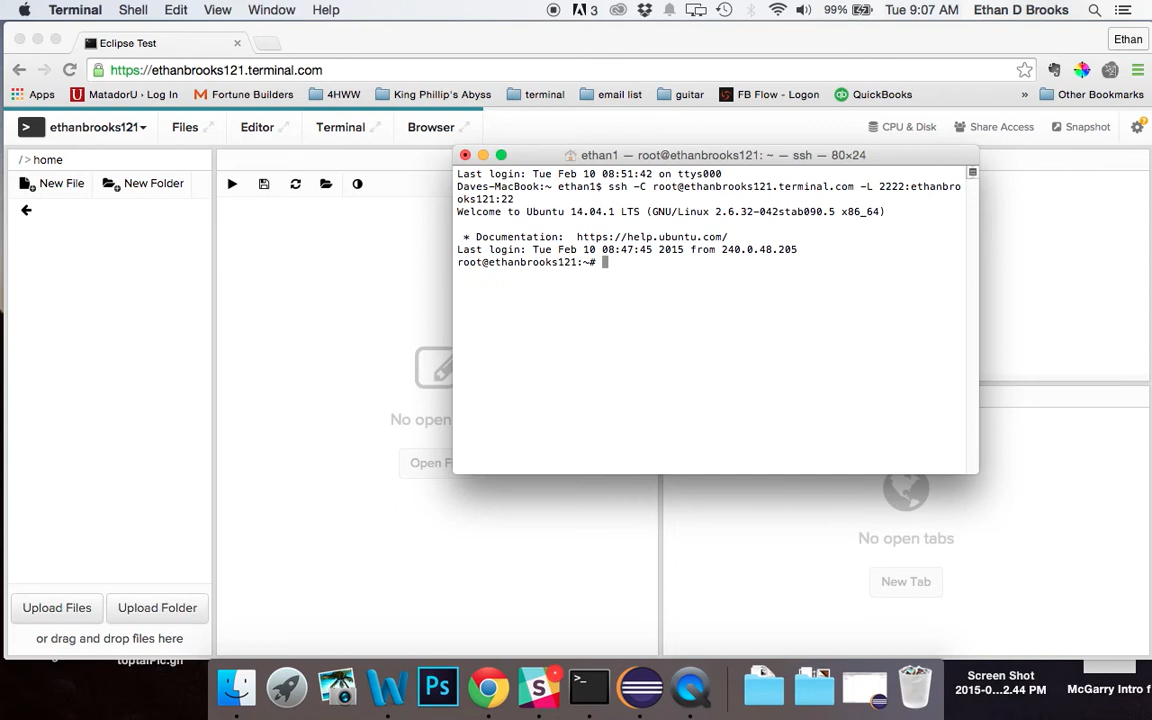 Terminal Shell Edit View Window Help 3 99% Tue 9:07 AM Ethan D Brooks
Eclipse Test Ethan
https://ethanbrooks121.terminal.com
Apps MatadorU › Log In Fortune Builders 4HWW King Phillip's Abyss terminal email list guitar FB Flow - Logon QuickBooks » Other Bookmarks
ethanbrooks121 Files Editor Terminal Browser CPU & Disk Share Access Snapshot
/ > home
New File New Folder
ethan1 — root@ethanbrooks121: ~ — ssh — 80×24
Last login: Tue Feb 10 08:51:42 on ttys000
Daves-MacBook:~ ethan1$ ssh -C root@ethanbrooks121.terminal.com -L 2222:ethanbro
oks121:22
Welcome to Ubuntu 14.04.1 LTS (GNU/Linux 2.6.32-042stab090.5 x86_64)
* Documentation: https://help.ubuntu.com/
Last login: Tue Feb 10 08:47:45 2015 from 240.0.48.205
root@ethanbrooks121:~#
No open
Open F
No open tabs
New Tab
Upload Files Upload Folder
or drag and drop files here
Ps
Screen Shot
2015-0...2.44 PM
McGarry Intro f